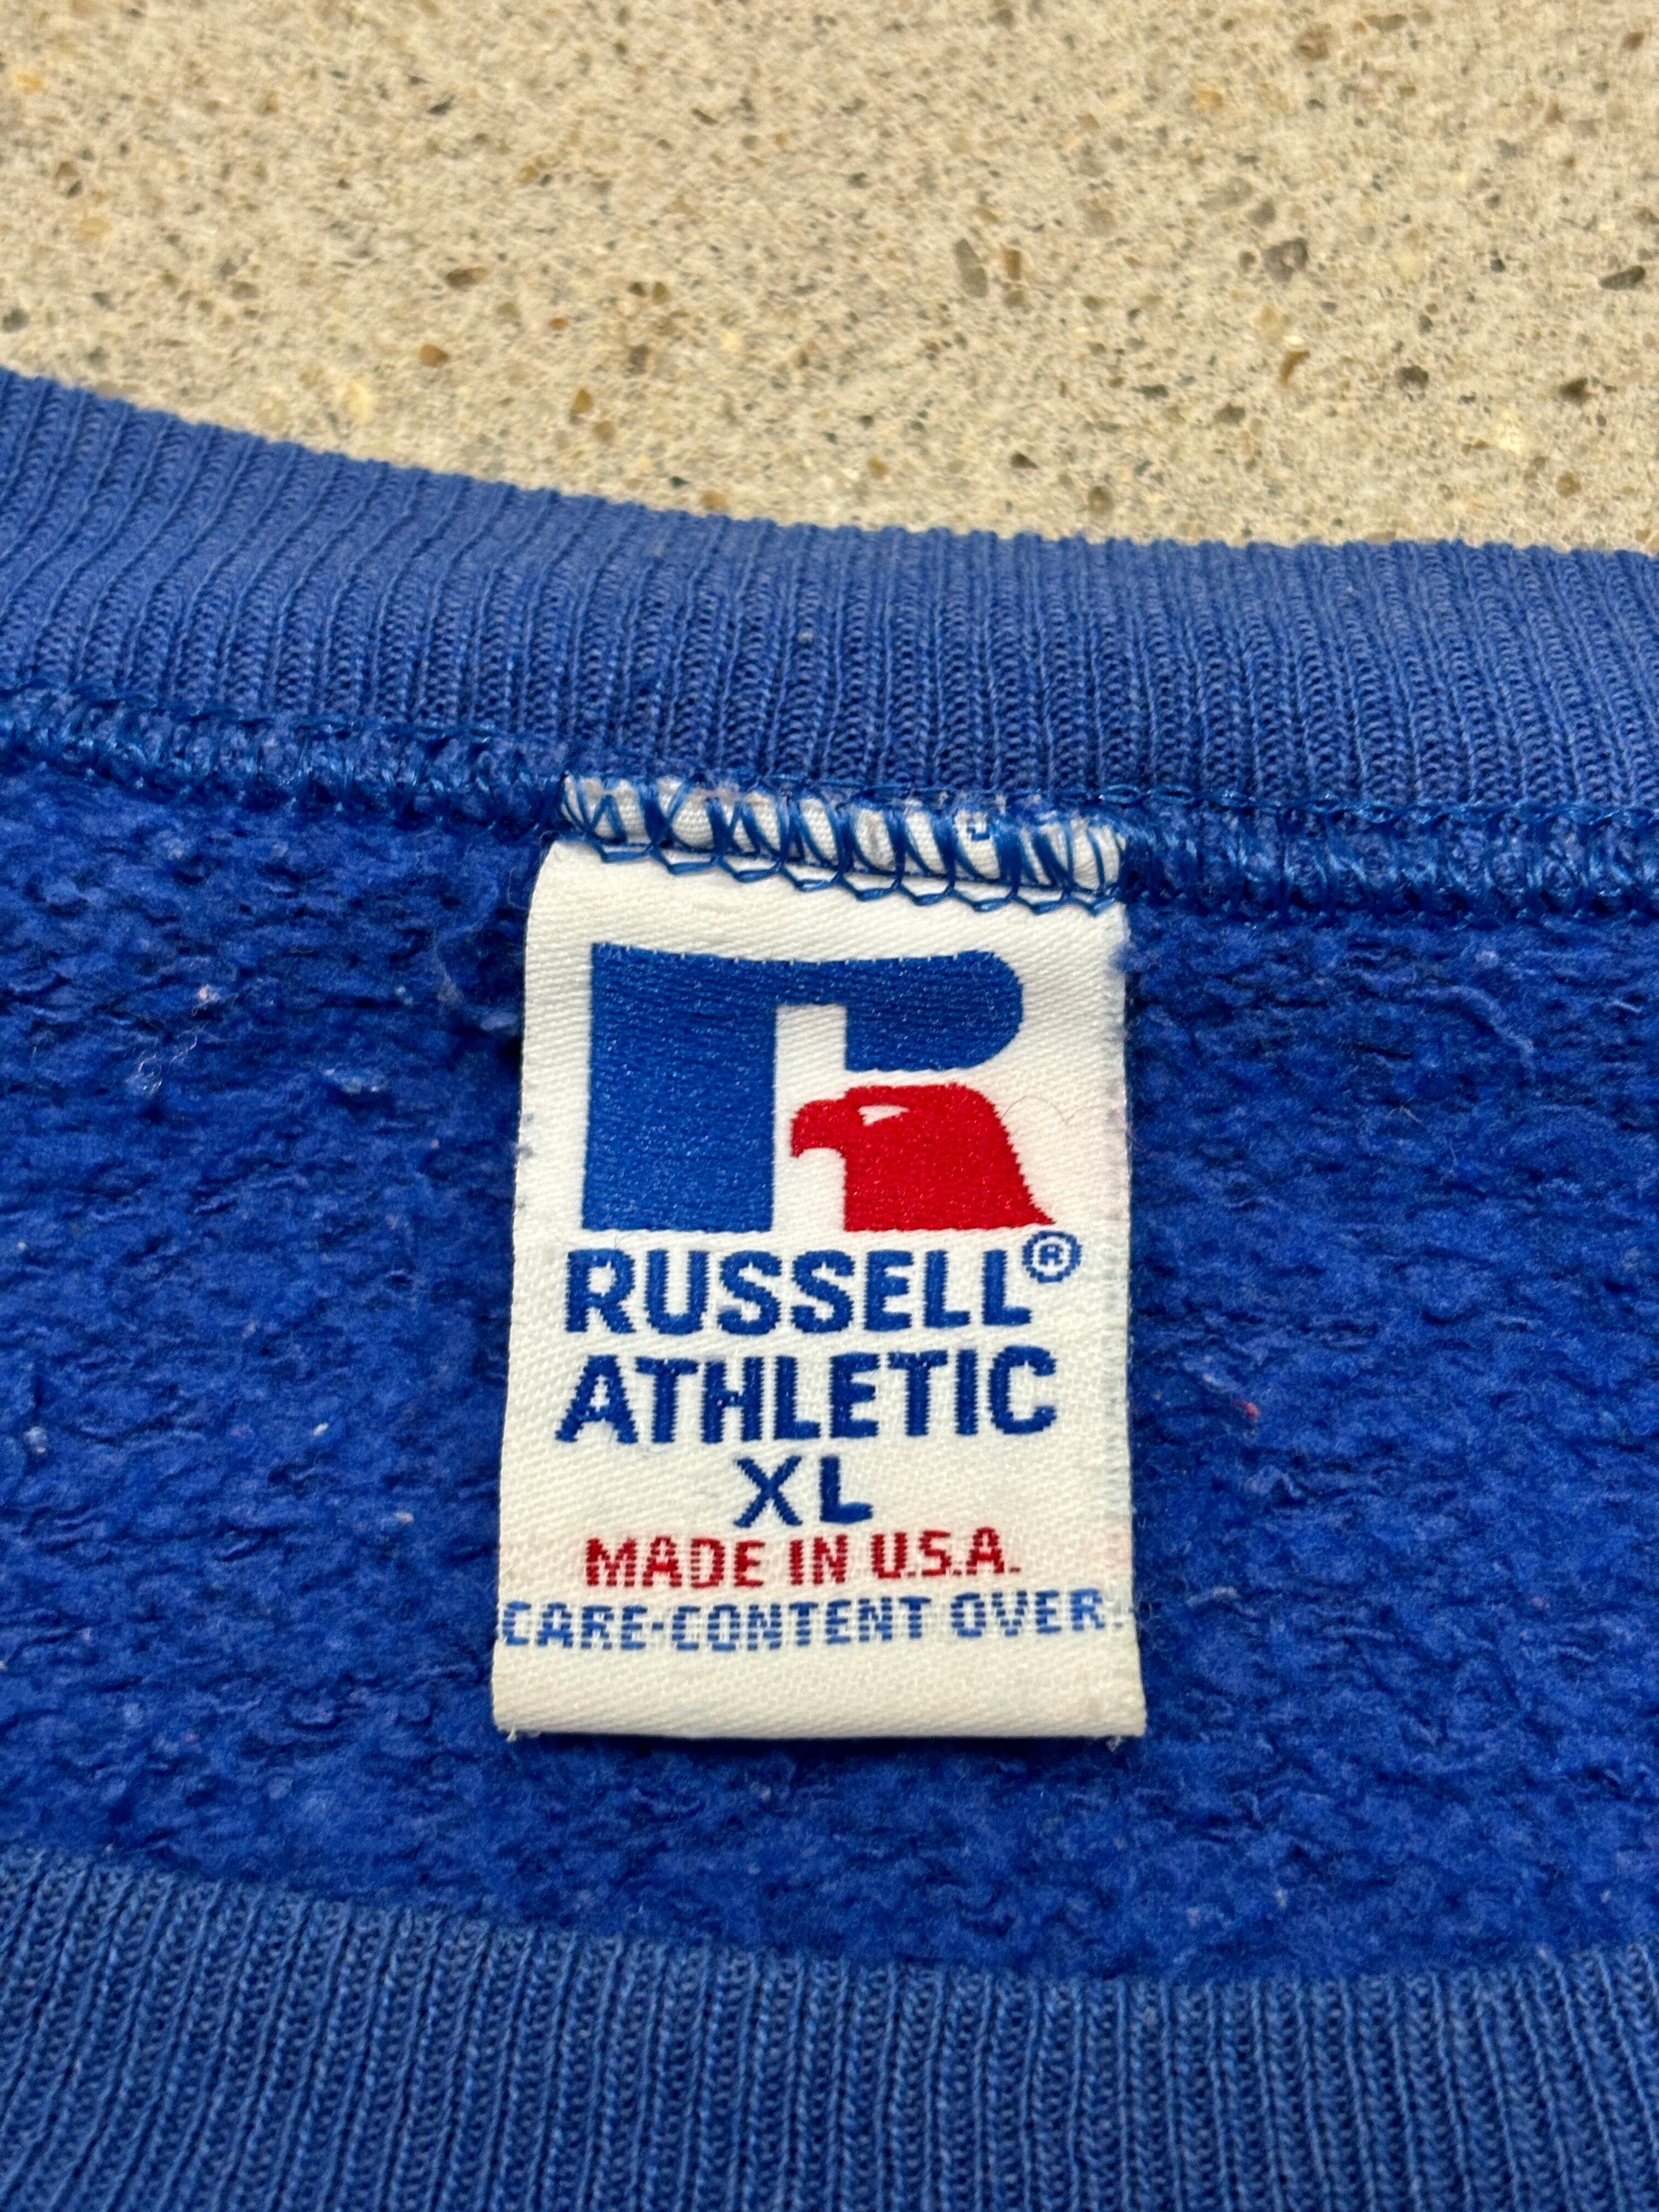 R
RUSSELL®
ATHLETIC
XL
MADE IN U.S.A.
CARE-CONTENT OVER